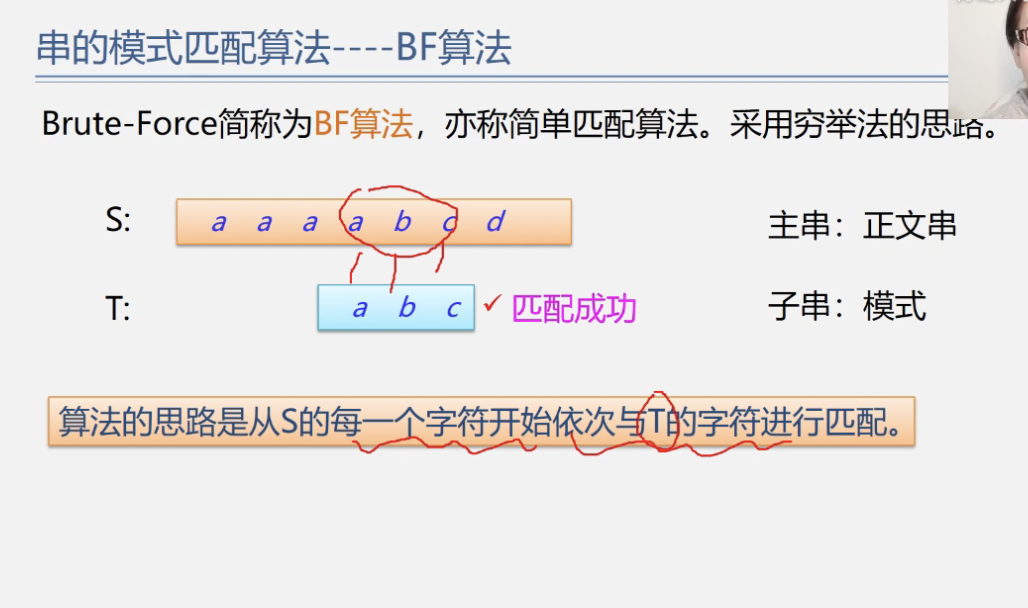 串的模式匹配算法----BF算法
Brute-Force简称为BF算法，亦称简单匹配算法。采用穷举法的思路。
S: a a a a b c d 主串：正文串
T: a b c ✓匹配成功 子串：模式
算法的思路是从S的每一个字符开始依次与T的字符进行匹配。